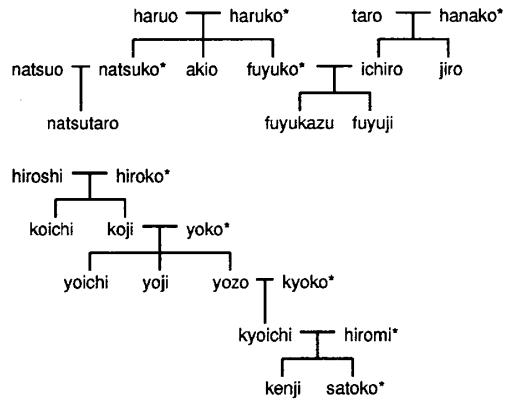 haruo haruko* taro hanako*
natsuo natsuko* akio fuyuko* ichiro jiro
natsutaro fuyukazu fuyuji
hiroshi hiroko*
koichi koji yoko*
yoichi yoji yozo kyoko*
kyoichi hiromi*
kenji satoko*